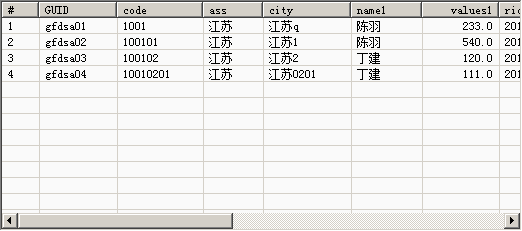 # GUID code ass city name1 values1 ric
1 gfdsa01 1001 江苏 江苏q 陈羽 233.0 201
2 gfdsa02 100101 江苏 江苏1 陈羽 540.0 201
3 gfdsa03 100102 江苏 江苏2 丁建 120.0 201
4 gfdsa04 10010201 江苏 江苏0201 丁建 111.0 201